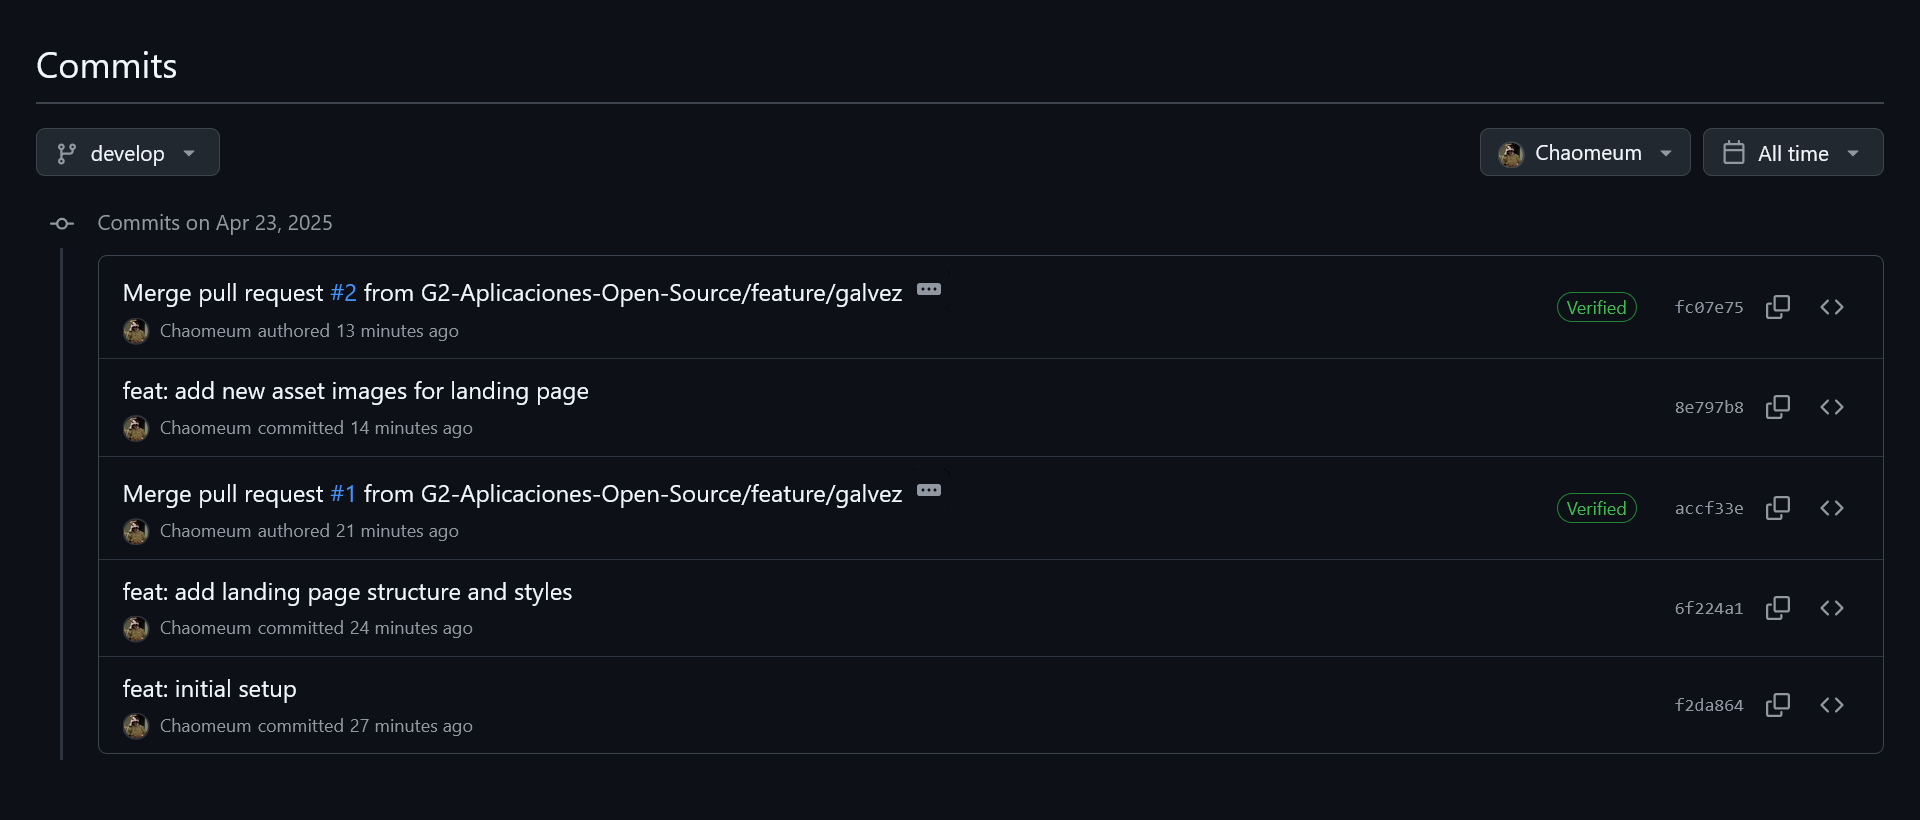 Commits
develop
Chaomeum
All time
Commits on Apr 23, 2025
Merge pull request #2 from G2-Aplicaciones-Open-Source/feature/galvez
Chaomeum authored 13 minutes ago
Verified
fc07e75
feat: add new asset images for landing page
Chaomeum committed 14 minutes ago
8e797b8
Merge pull request #1 from G2-Aplicaciones-Open-Source/feature/galvez
Chaomeum authored 21 minutes ago
Verified
accf33e
feat: add landing page structure and styles
Chaomeum committed 24 minutes ago
6f224a1
feat: initial setup
Chaomeum committed 27 minutes ago
f2da864